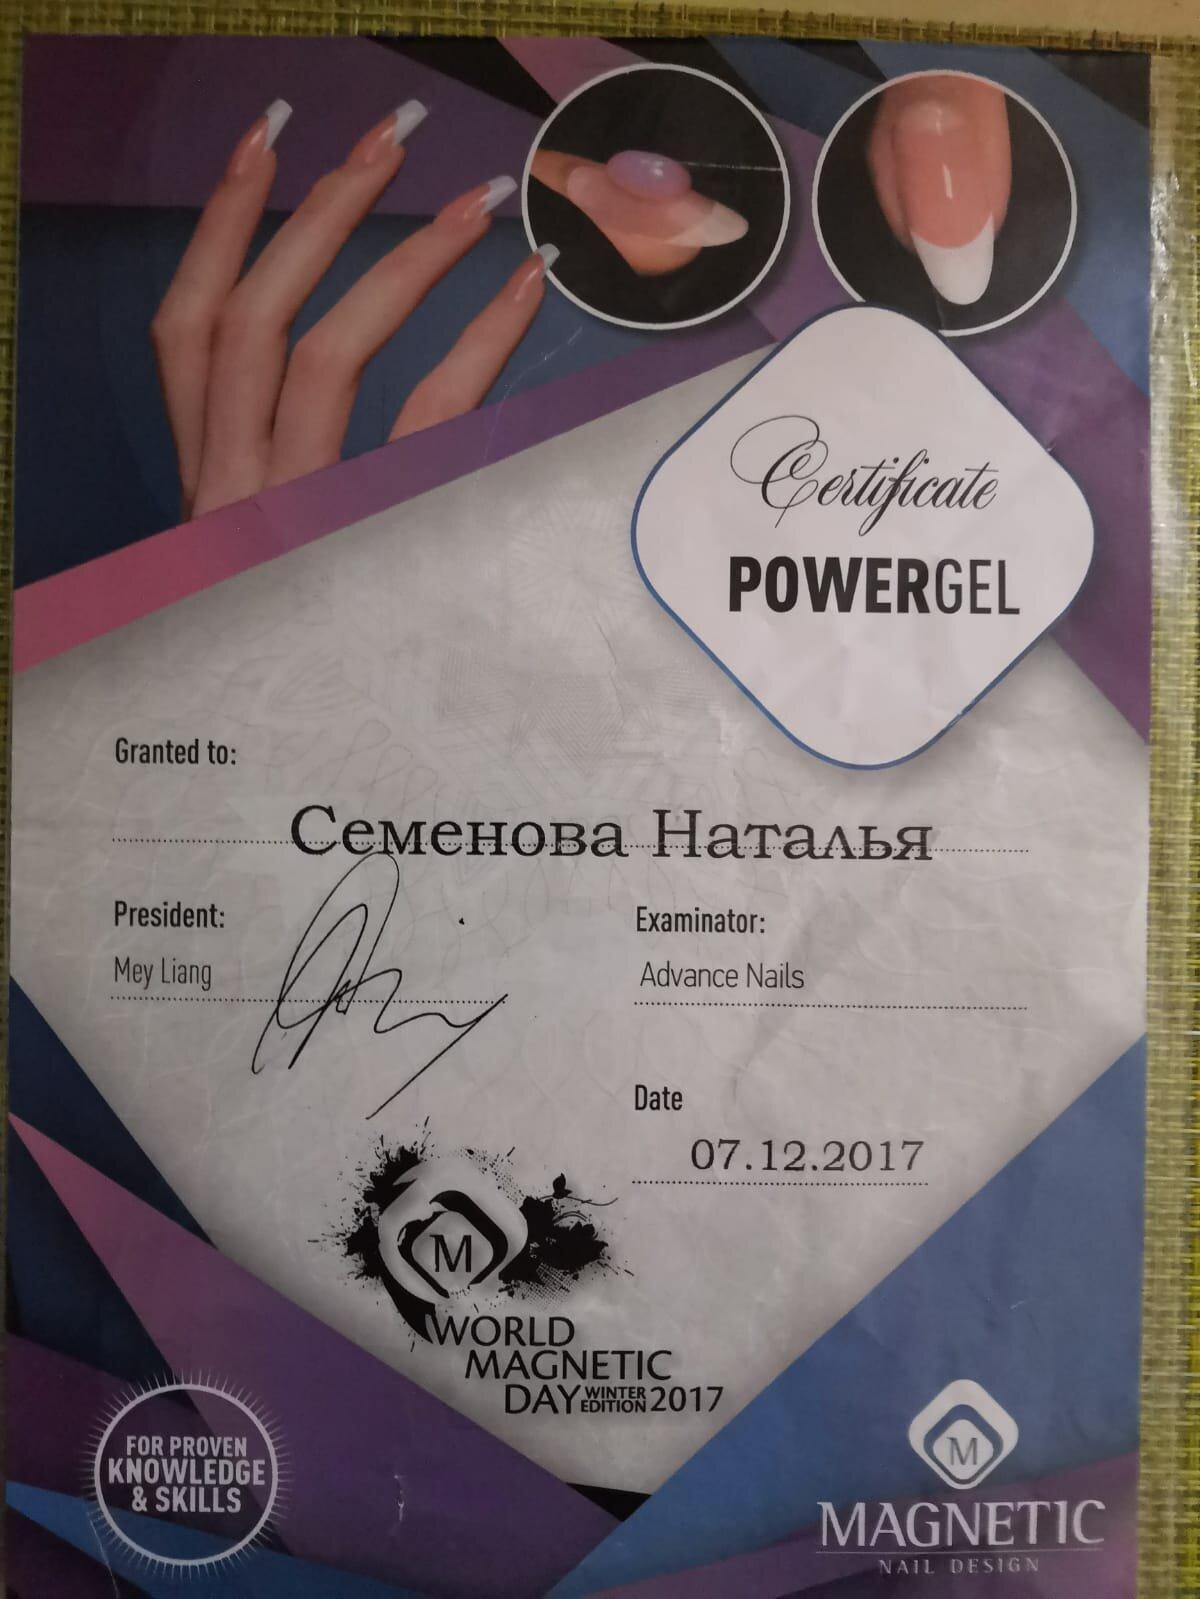 Certificate
POWERGEL
Granted to:
Семенова Наталья
President:
Mey Liang
Examinator:
Advance Nails
Date
07.12.2017
M
WORLD
MAGNETIC
DAY WINTER EDITION 2017
FOR PROVEN
KNOWLEDGE
& SKILLS
M
MAGNETIC
NAIL DESIGN